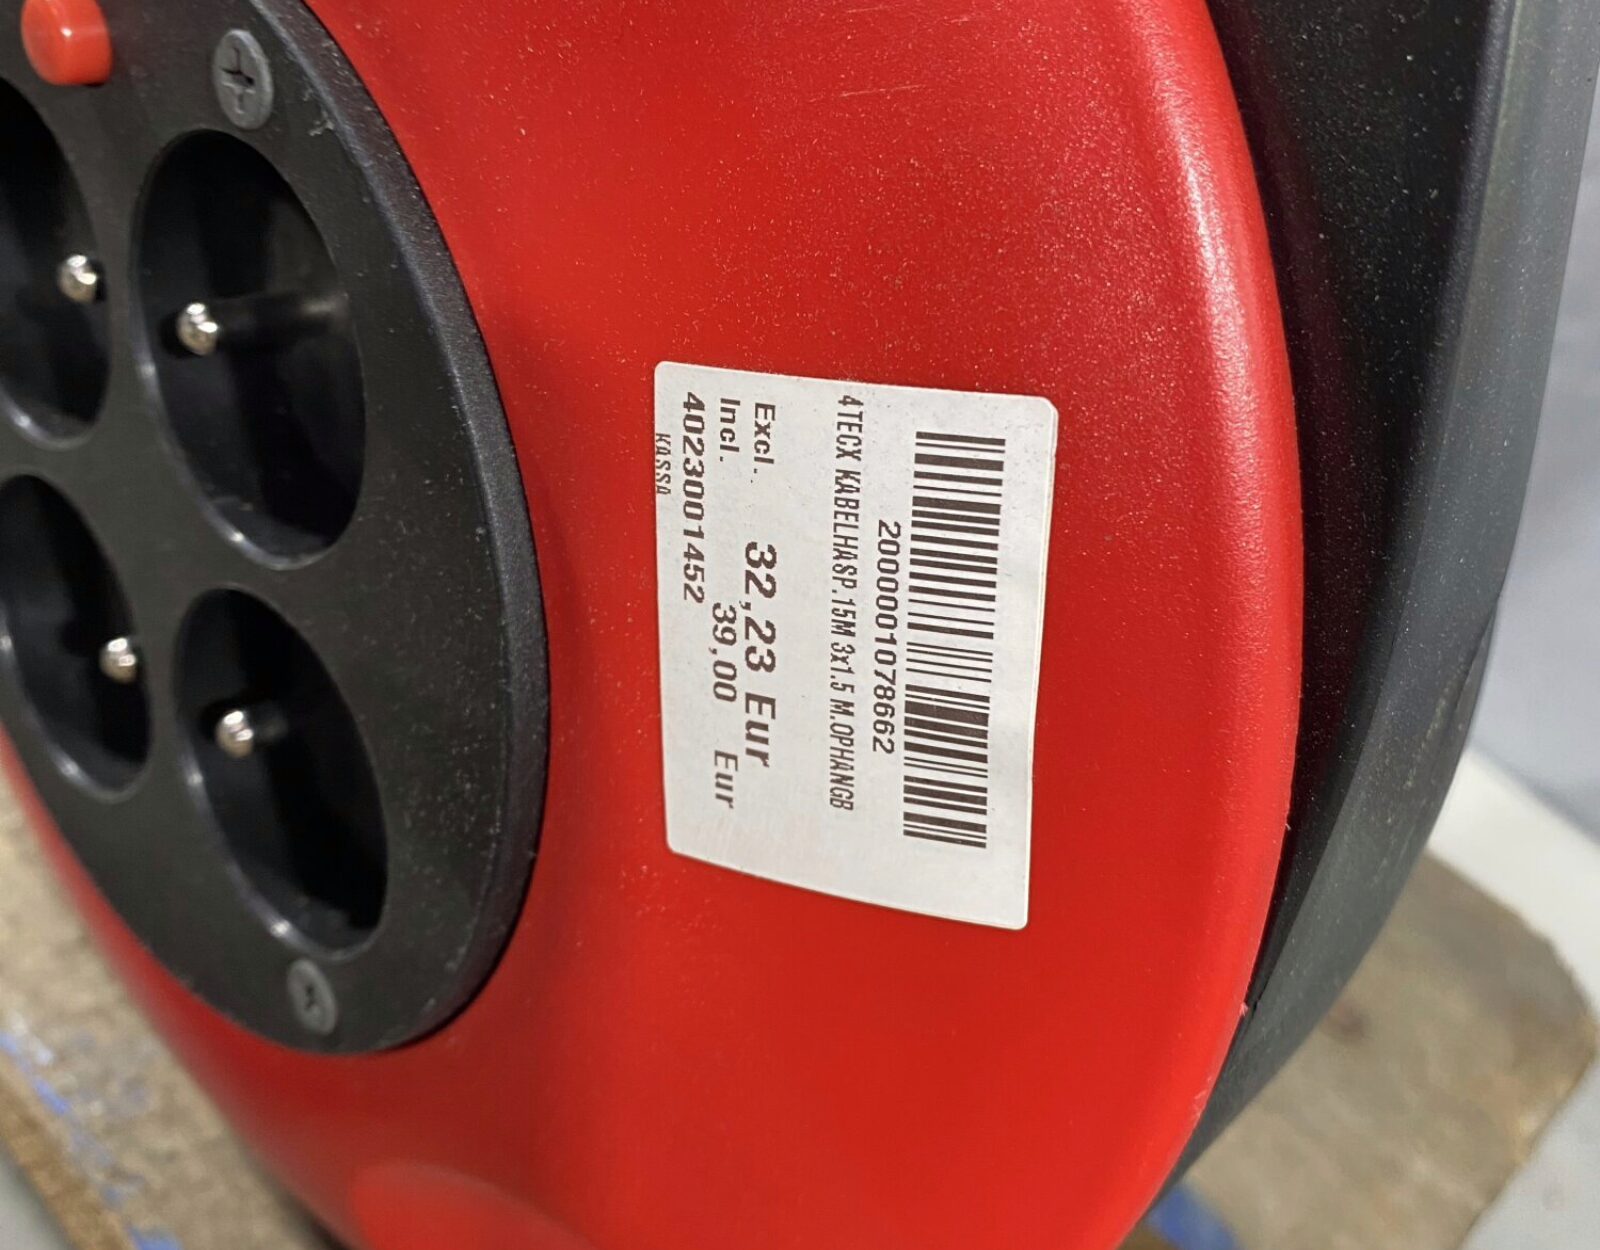 2000001078662
4TECX KABELHASP.15M 3x1.5 M.OPHANGB
Excl. 32,23 Eur
Incl. 39,00 Eur
4023001452
KASSA